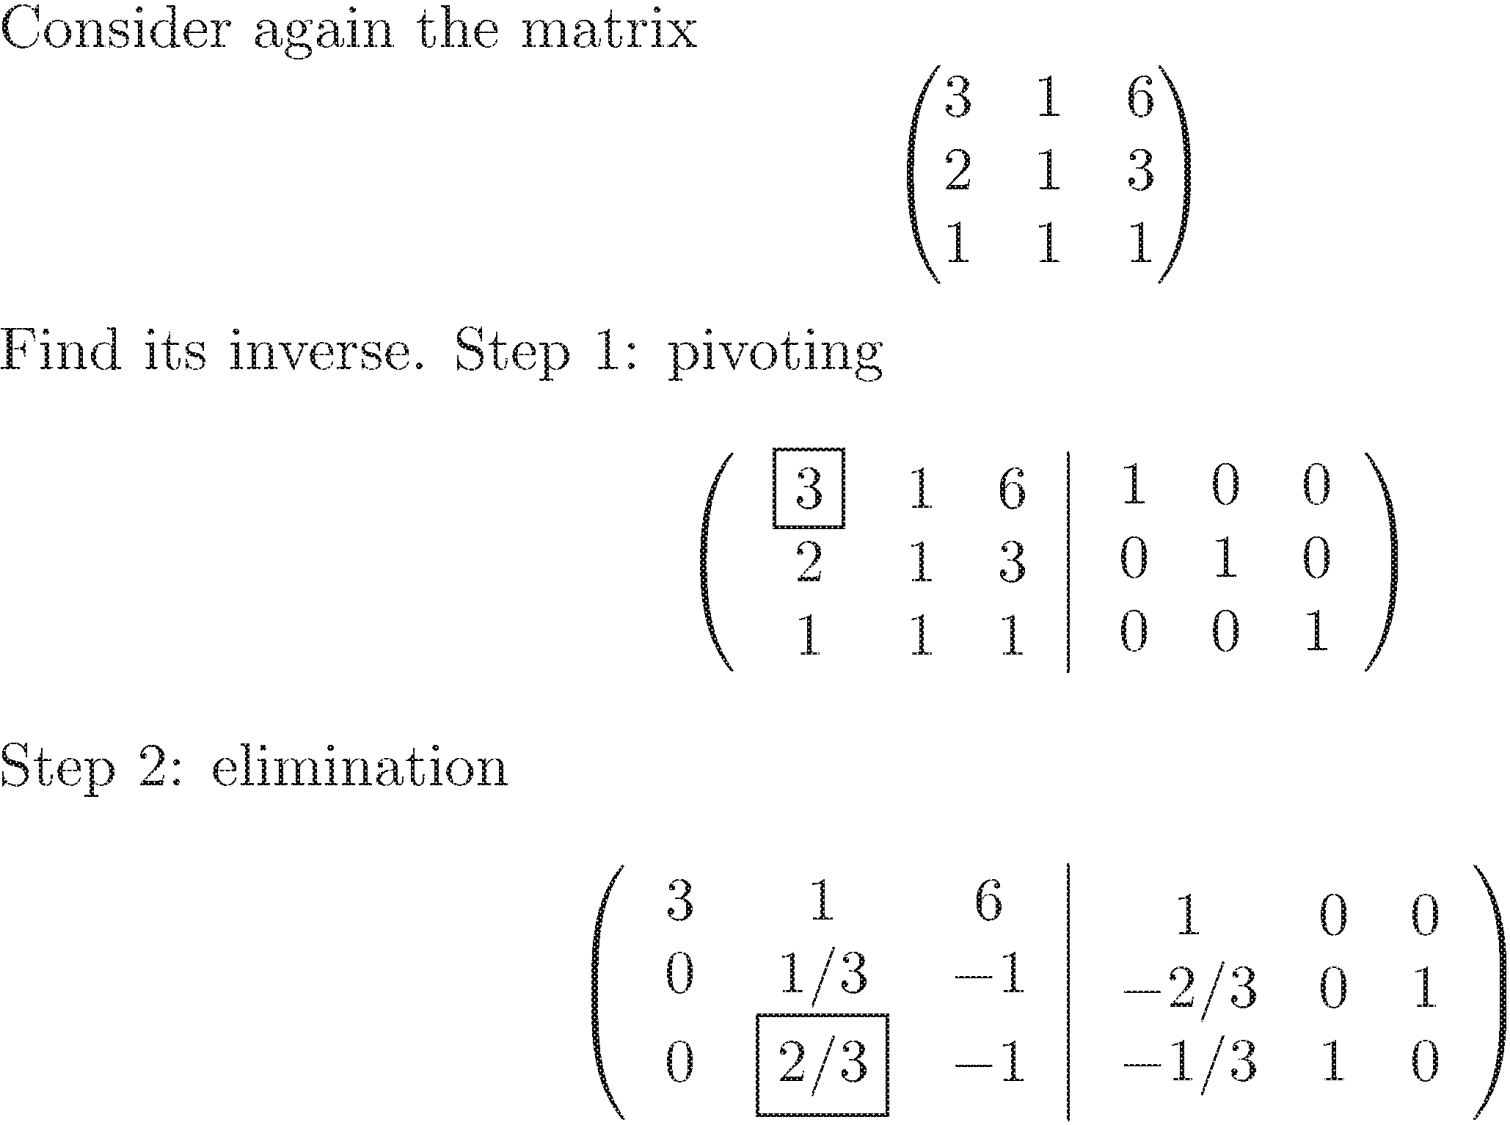 Consider again the matrix
3 1 6
2 1 3
1 1 1
Find its inverse. Step 1: pivoting
3 1 6 | 1 0 0
2 1 3 | 0 1 0
1 1 1 | 0 0 1
Step 2: elimination
3 1 6 | 1 0 0
0 1/3 −1 | −2/3 0 1
0 2/3 −1 | −1/3 1 0